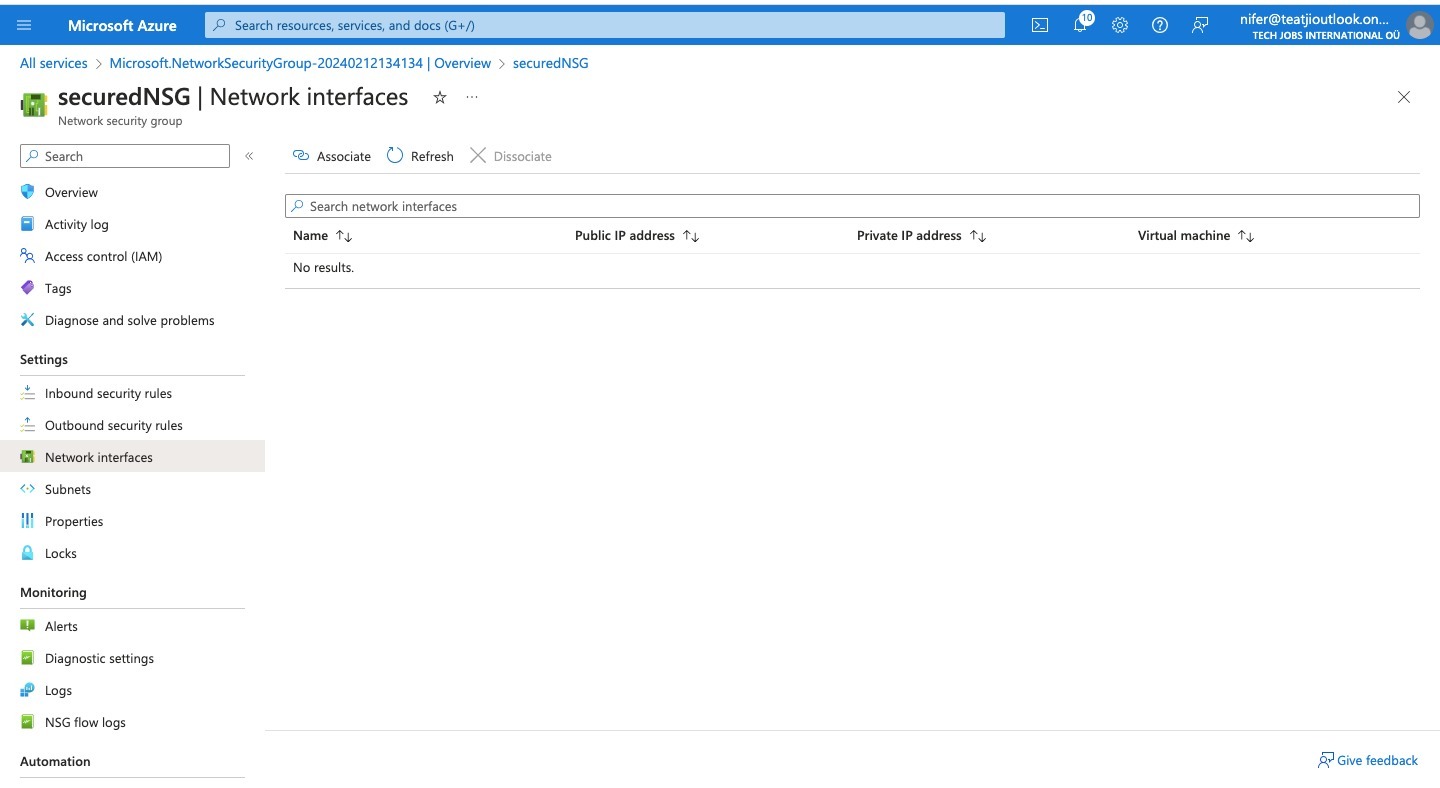 Microsoft Azure
Search resources, services, and docs (G+/)
10
nifer@teatjioutlook.on...
TECH JOBS INTERNATIONAL OÜ
All services > Microsoft.NetworkSecurityGroup-20240212134134 | Overview > securedNSG
securedNSG | Network interfaces
Network security group
Search
Associate Refresh Dissociate
Overview
Activity log
Access control (IAM)
Tags
Diagnose and solve problems
Settings
Inbound security rules
Outbound security rules
Network interfaces
Subnets
Properties
Locks
Monitoring
Alerts
Diagnostic settings
Logs
NSG flow logs
Automation
Search network interfaces
Name Public IP address Private IP address Virtual machine
No results.
Give feedback